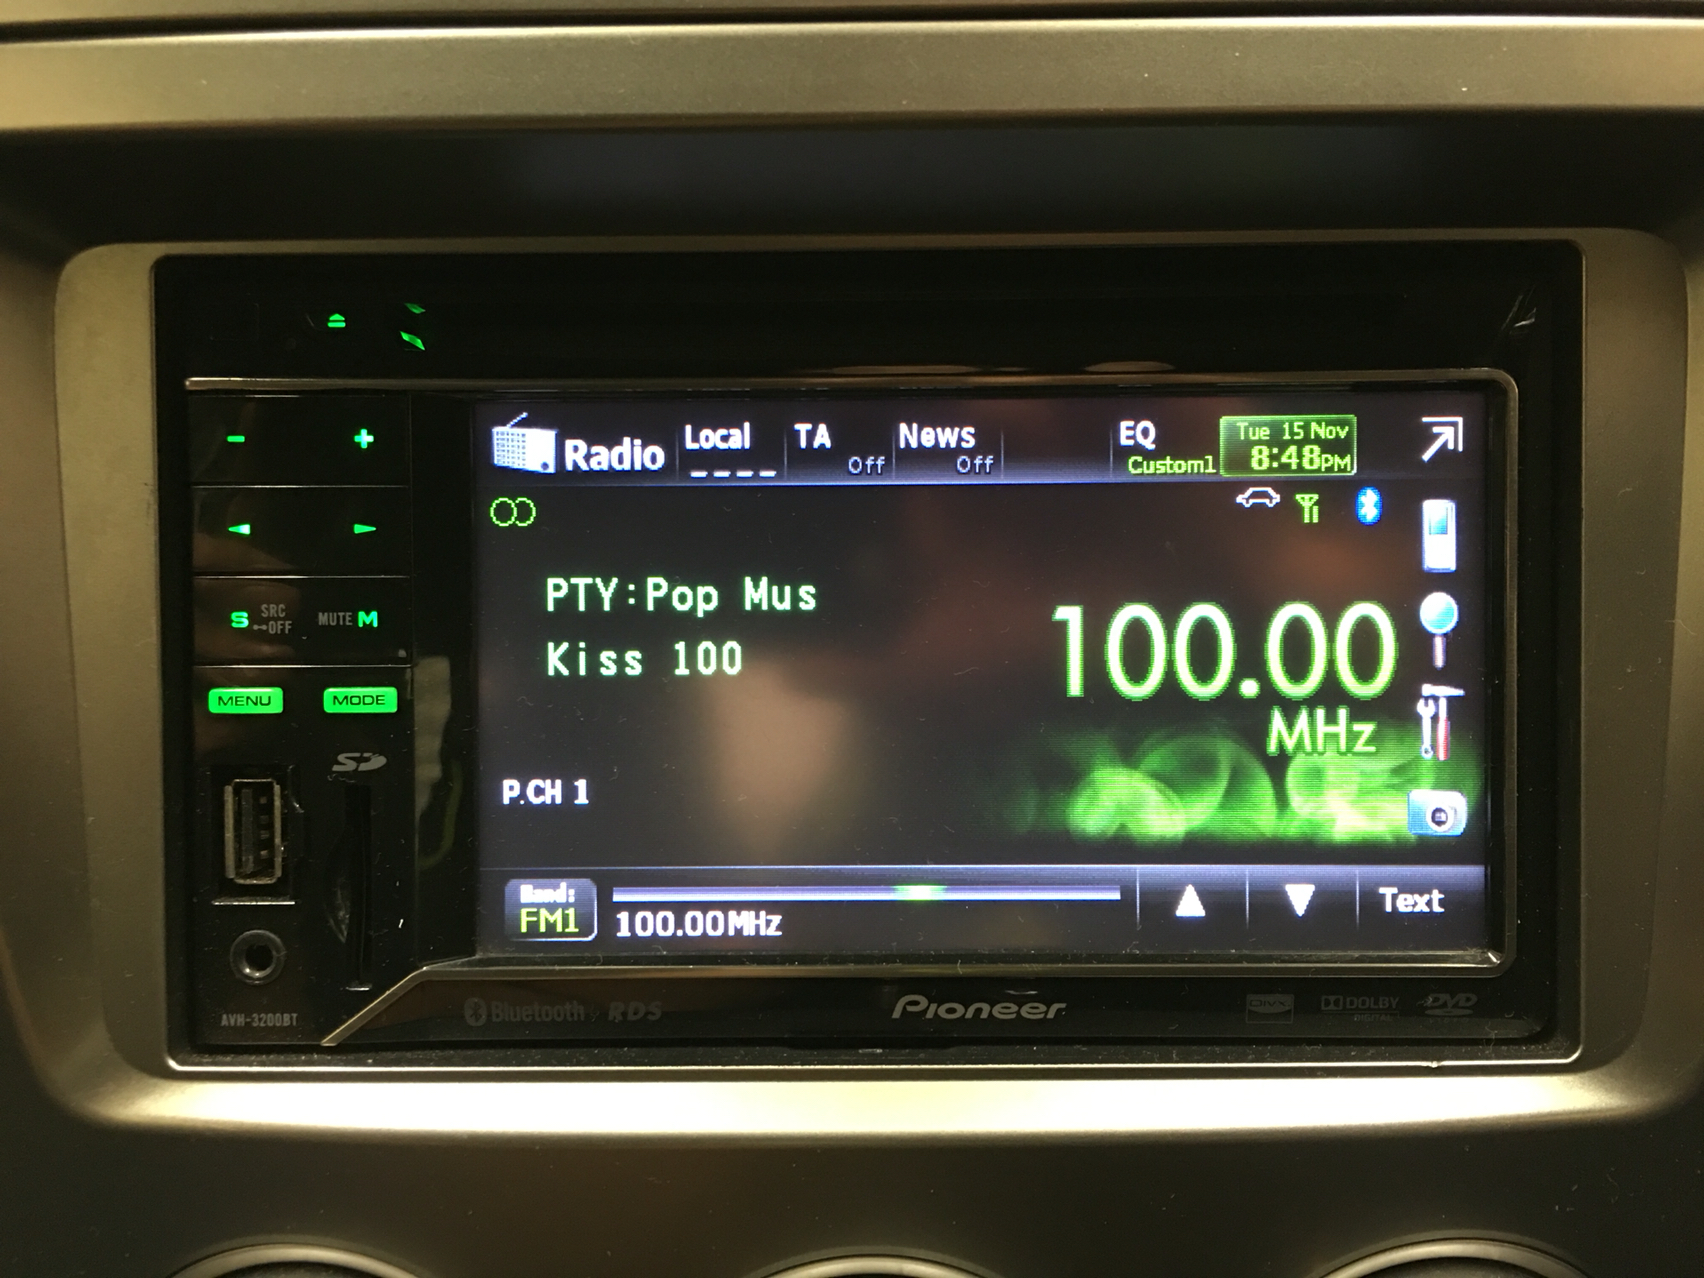 Radio
Local
TA
Off
News
Off
EQ
Custom1
Tue 15 Nov
8:48PM
PTY:Pop Mus
Kiss 100
100.00
MHz
P.CH 1
Band:
FM1
100.00MHz
Text
S SRC
OFF
MUTE M
MENU
MODE
SD
AVH-3200BT
Bluetooth
RDS
Pioneer
DIVX
DOLBY
DIGITAL
DVD